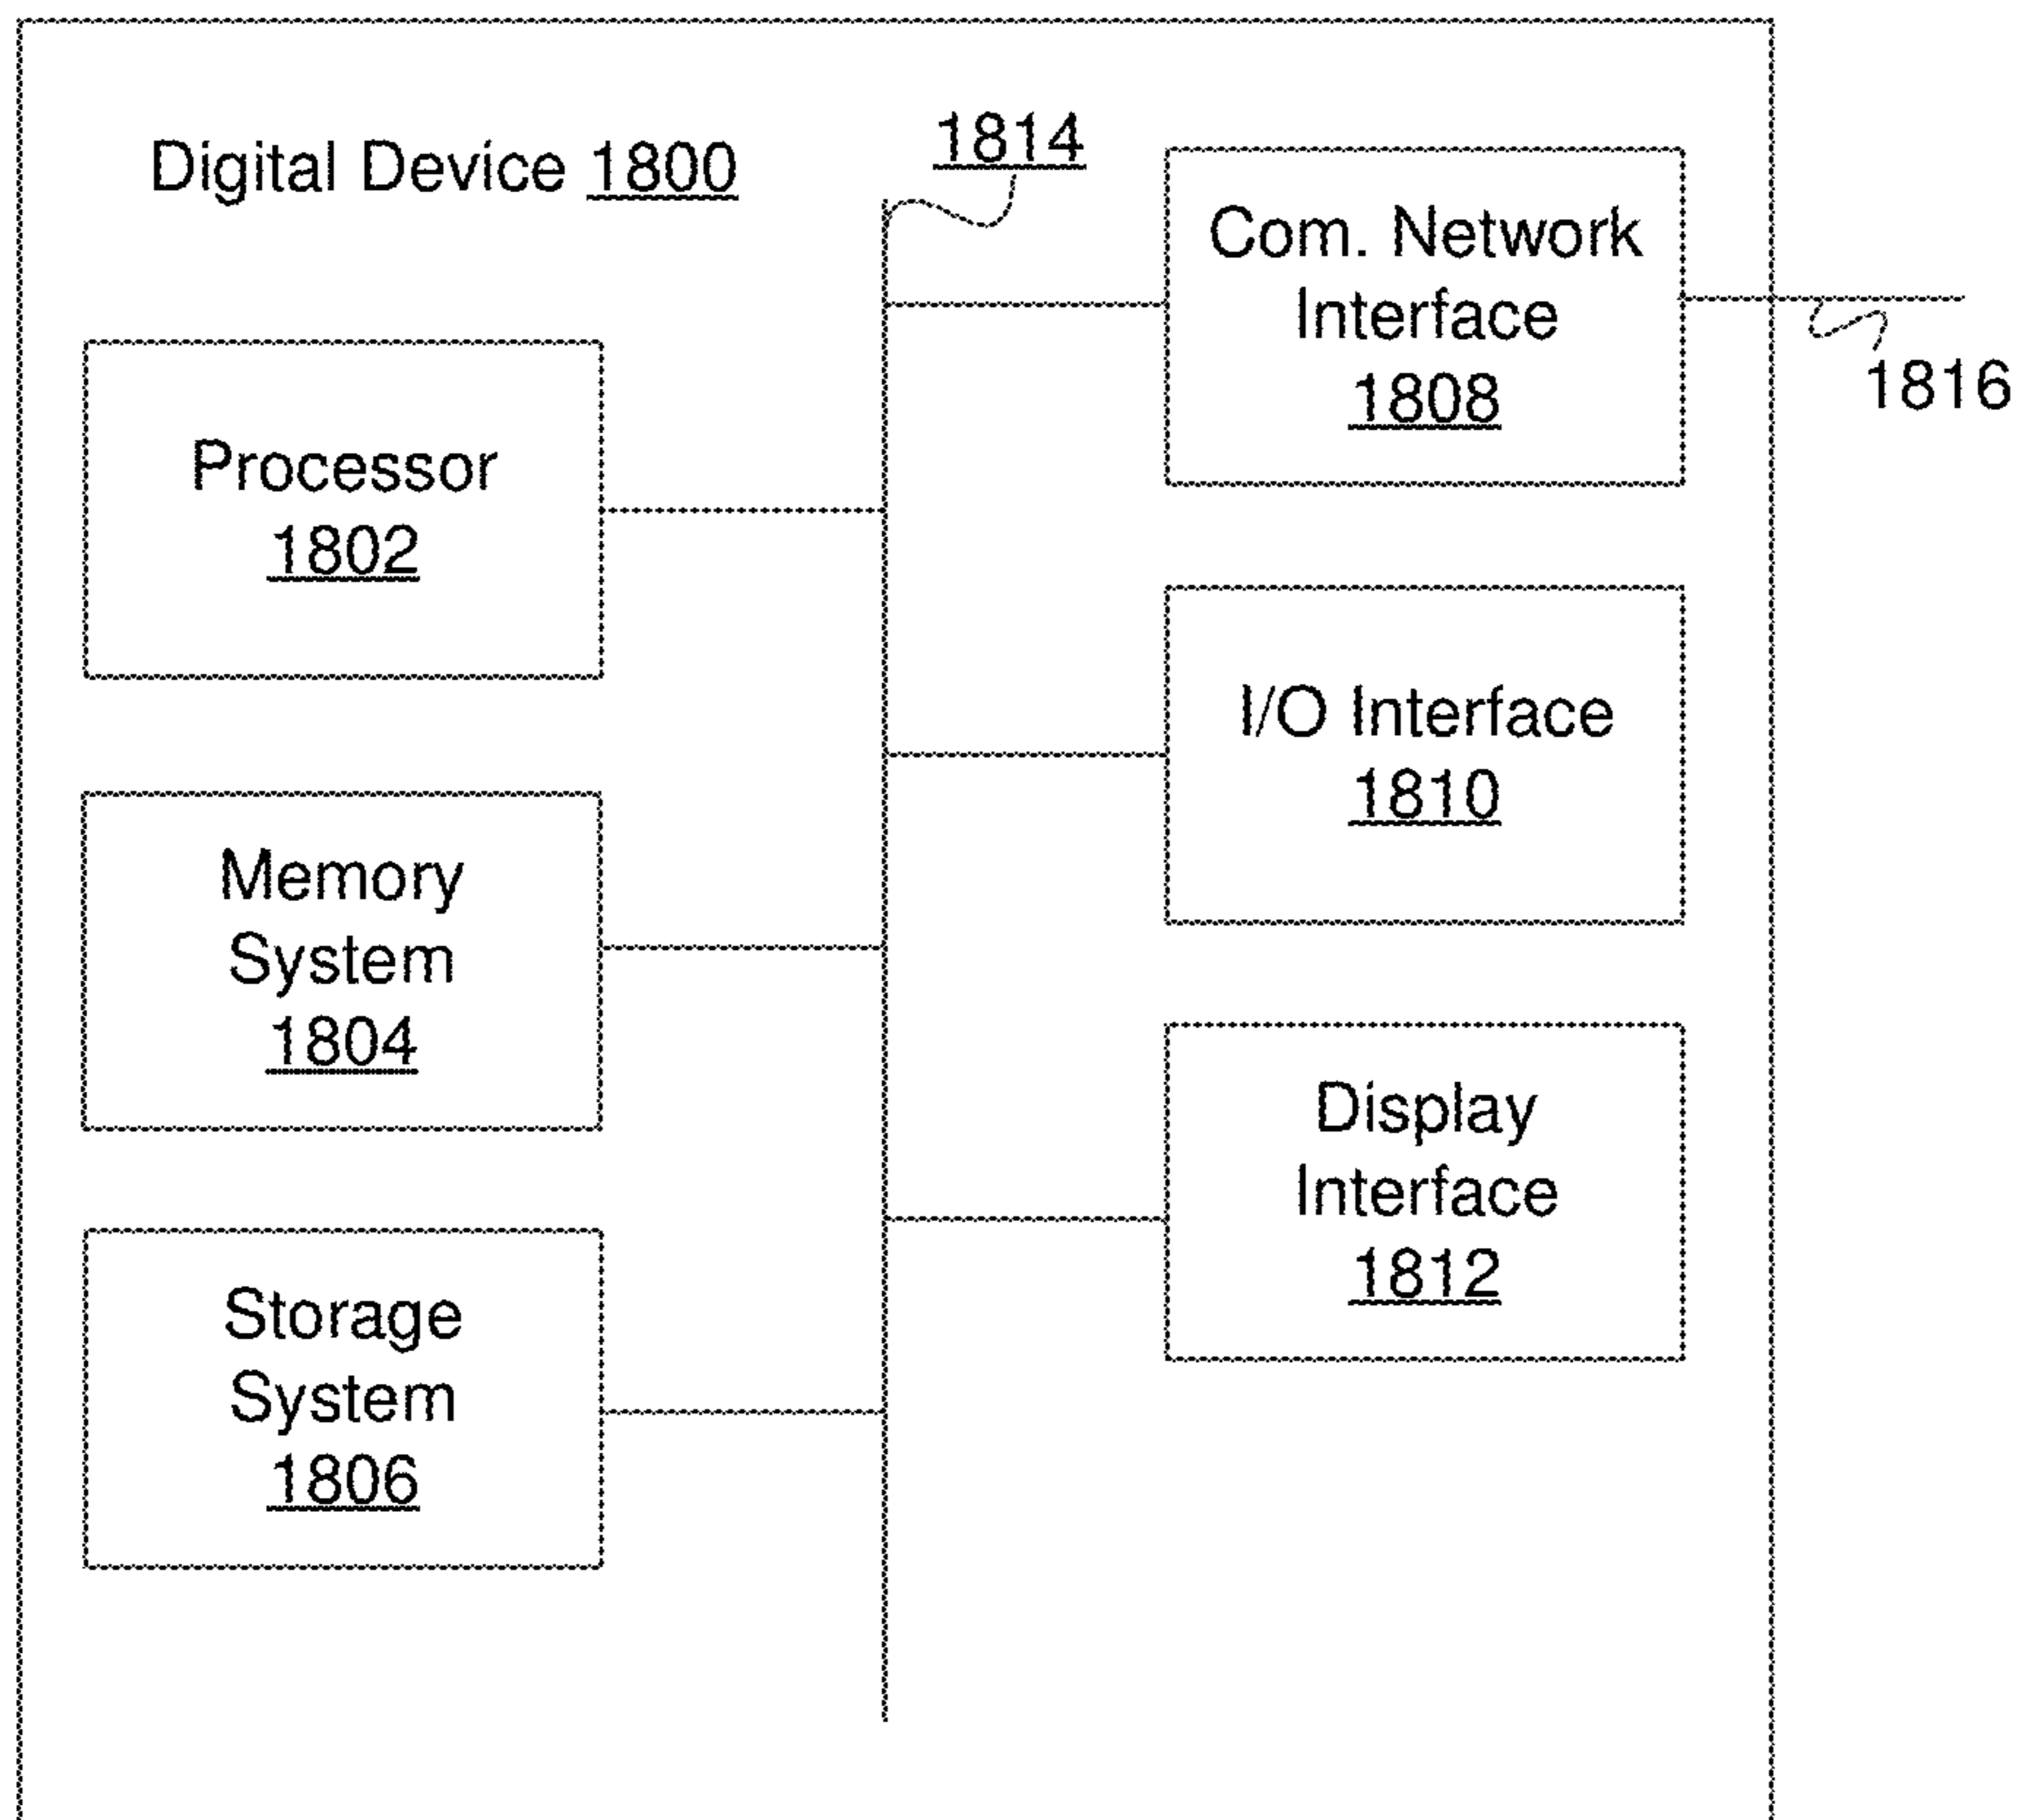 Digital Device 1800
1814
Com. Network
Interface
1808
1816
Processor
1802
I/O Interface
1810
Memory
System
1804
Display
Interface
1812
Storage
System
1806